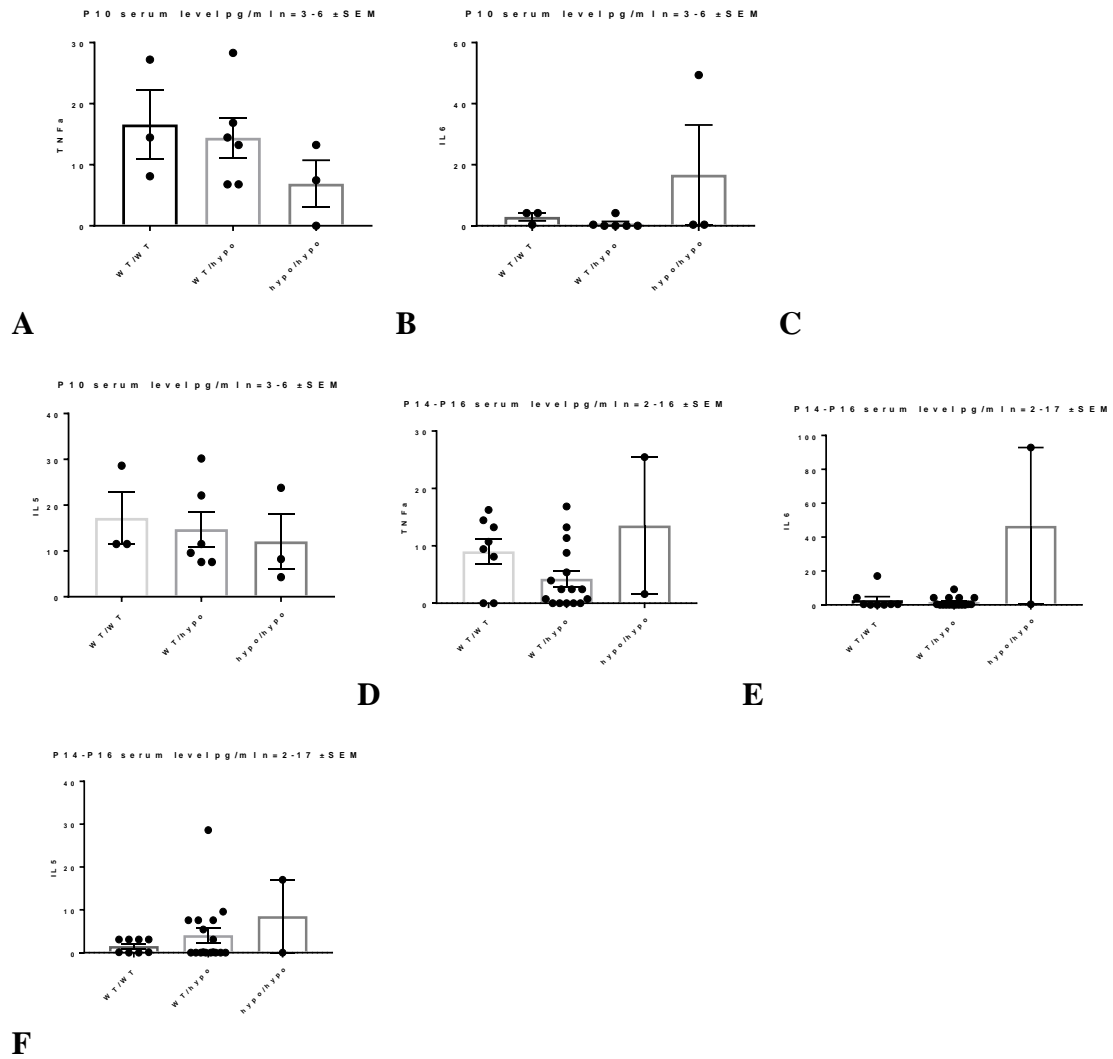 P10 serum level pg/ml n=3-6 ±SEM
30
20
10
0
TNFa
WT/WT
WT/hypo
hypo/hypo
A
P10 serum level pg/ml n=3-6 ±SEM
60
40
20
0
IL6
WT/WT
WT/hypo
hypo/hypo
B
C
P10 serum level pg/ml n=3-6 ±SEM
40
30
20
10
0
IL5
WT/WT
WT/hypo
hypo/hypo
P14-P16 serum level pg/ml n=2-16 ±SEM
30
20
10
0
TNFa
WT/WT
WT/hypo
hypo/hypo
D
P14-P16 serum level pg/ml n=2-17 ±SEM
100
80
60
40
20
0
IL6
WT/WT
WT/hypo
hypo/hypo
E
P14-P16 serum level pg/ml n=2-17 ±SEM
40
30
20
10
0
IL5
WT/WT
WT/hypo
hypo/hypo
F